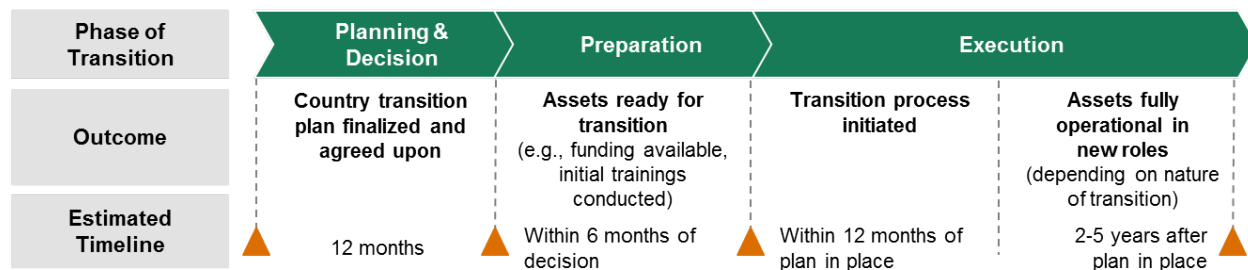 Phase of
Transition
Planning &
Decision
Preparation
Execution
Outcome
Country transition
plan finalized and
agreed upon
Assets ready for
transition
(e.g., funding available,
initial trainings
conducted)
Transition process
initiated
Assets fully
operational in
new roles
(depending on nature
of transition)
Estimated
Timeline
12 months
Within 6 months of
decision
Within 12 months of
plan in place
2-5 years after
plan in place